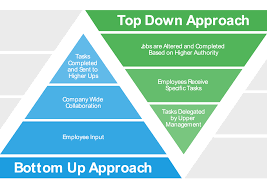 Top Down Approach
Jobs are Altered and Completed
Based on Higher Authority
Employees Receive
Specific Tasks
Tasks Delegated
by Upper
Management
Tasks
Completed
and Sent to
Higher Ups
Company Wide
Collaboration
Employee Input
Bottom Up Approach